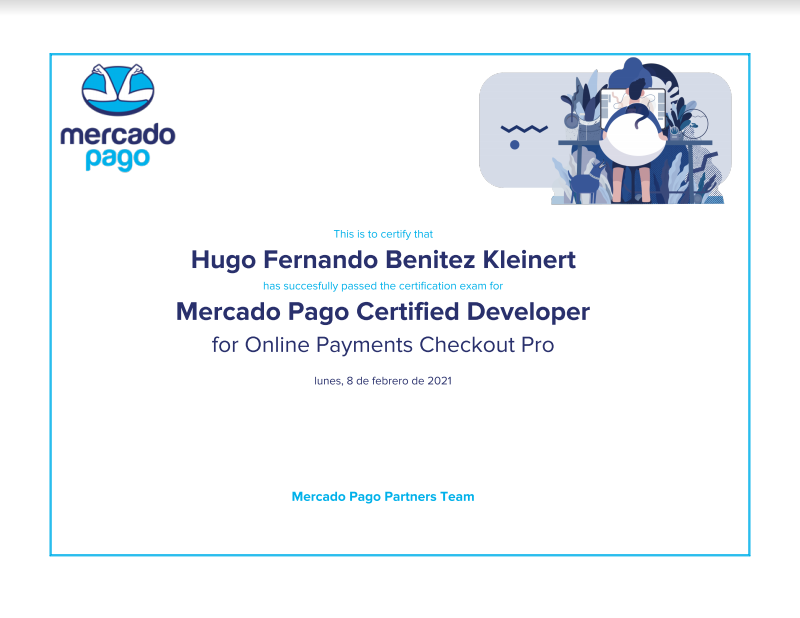 mercado
pago
This is to certify that
Hugo Fernando Benitez Kleinert
has succesfully passed the certification exam for
Mercado Pago Certified Developer
for Online Payments Checkout Pro
lunes, 8 de febrero de 2021
Mercado Pago Partners Team